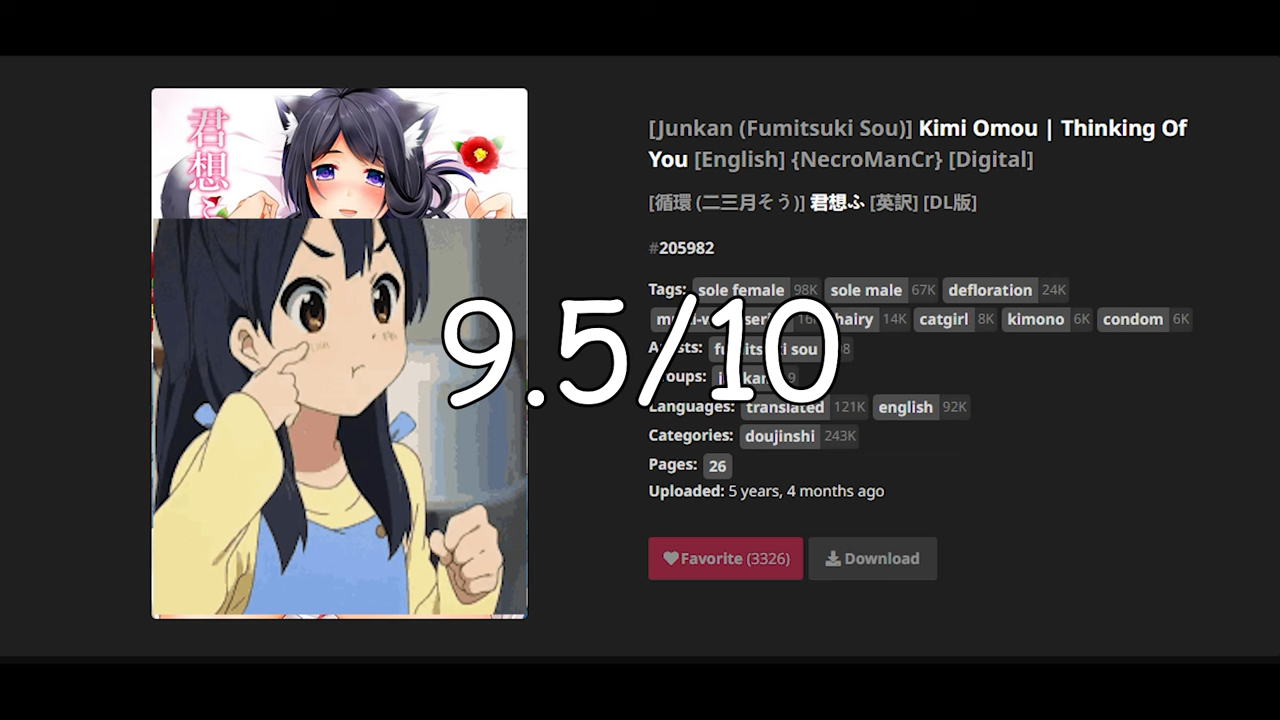 君想ふ
[Junkan (Fumitsuki Sou)] Kimi Omou | Thinking Of
You [English] {NecroManCr} [Digital]
[循環 (二三月そう)] 君想ふ [英訳] [DL版]
#205982
Tags: sole female 98K sole male 67K defloration 24K
hairy 14K catgirl 8K kimono 6K condom 6K
9.5/10
sou
Languages: translated 121K english 92K
Categories: doujinshi 243K
Pages: 26
Uploaded: 5 years, 4 months ago
Favorite (3326) Download